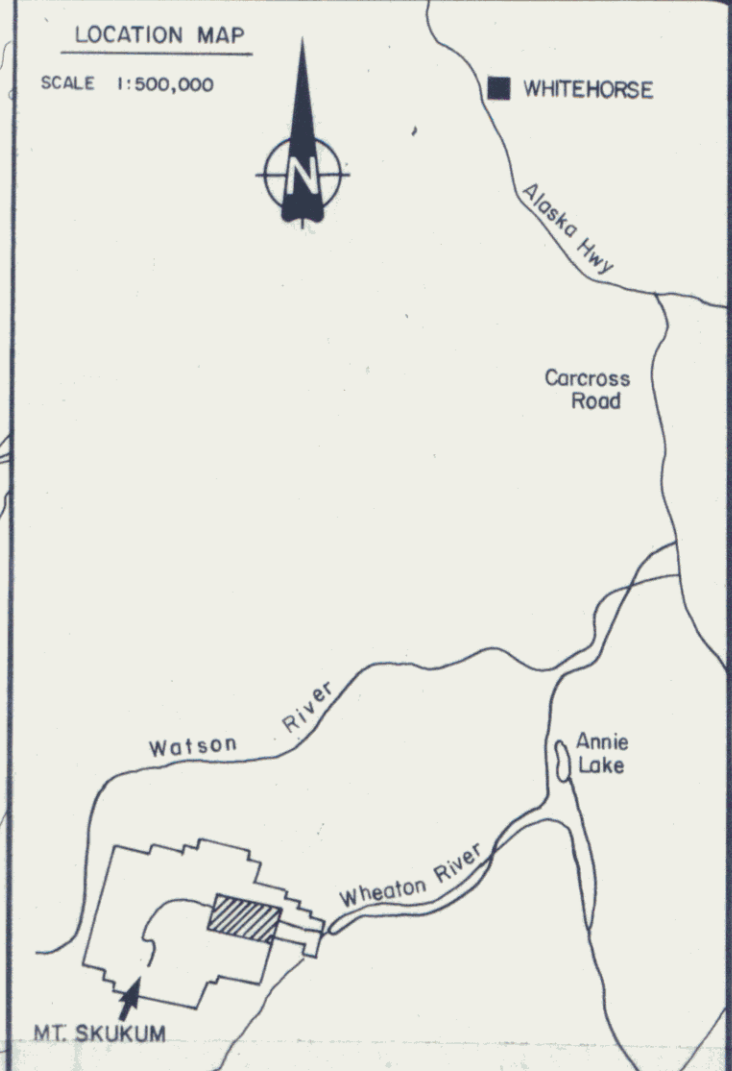 LOCATION MAP
SCALE 1:500,000
N
WHITEHORSE
Alaska Hwy
Carcross
Road
Watson River
Annie
Lake
Wheaton River
MT. SKUKUM